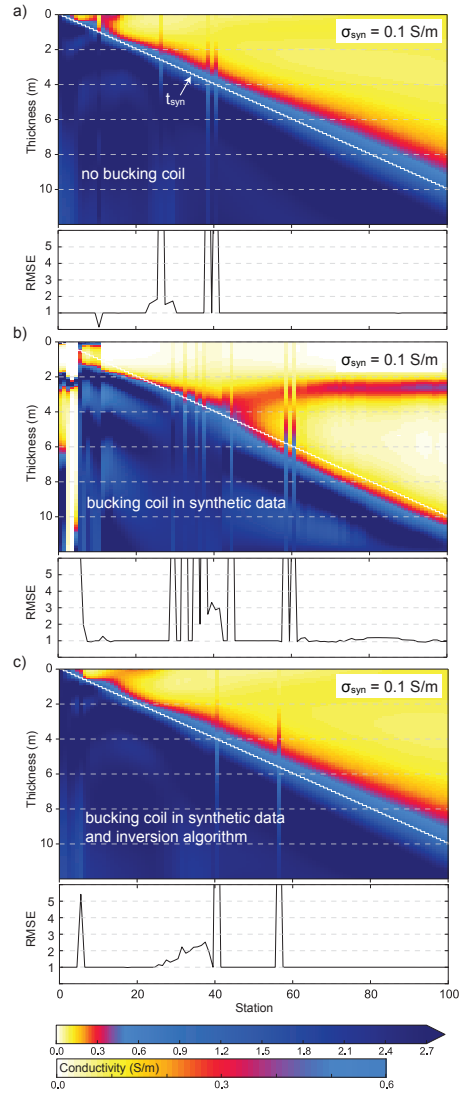 a)
0
2
4
6
8
10
Thickness (m)
σsyn = 0.1 S/m
tsyn
no bucking coil
5
4
3
2
1
RMSE
b)
0
2
4
6
8
10
Thickness (m)
σsyn = 0.1 S/m
bucking coil in synthetic data
5
4
3
2
1
RMSE
c)
0
2
4
6
8
10
Thickness (m)
σsyn = 0.1 S/m
bucking coil in synthetic data
and inversion algorithm
5
4
3
2
1
RMSE
0 20 40 60 80 100
Station
0.0 0.3 0.6 0.9 1.2 1.5 1.8 2.1 2.4 2.7
Conductivity (S/m)
0.0 0.3 0.6